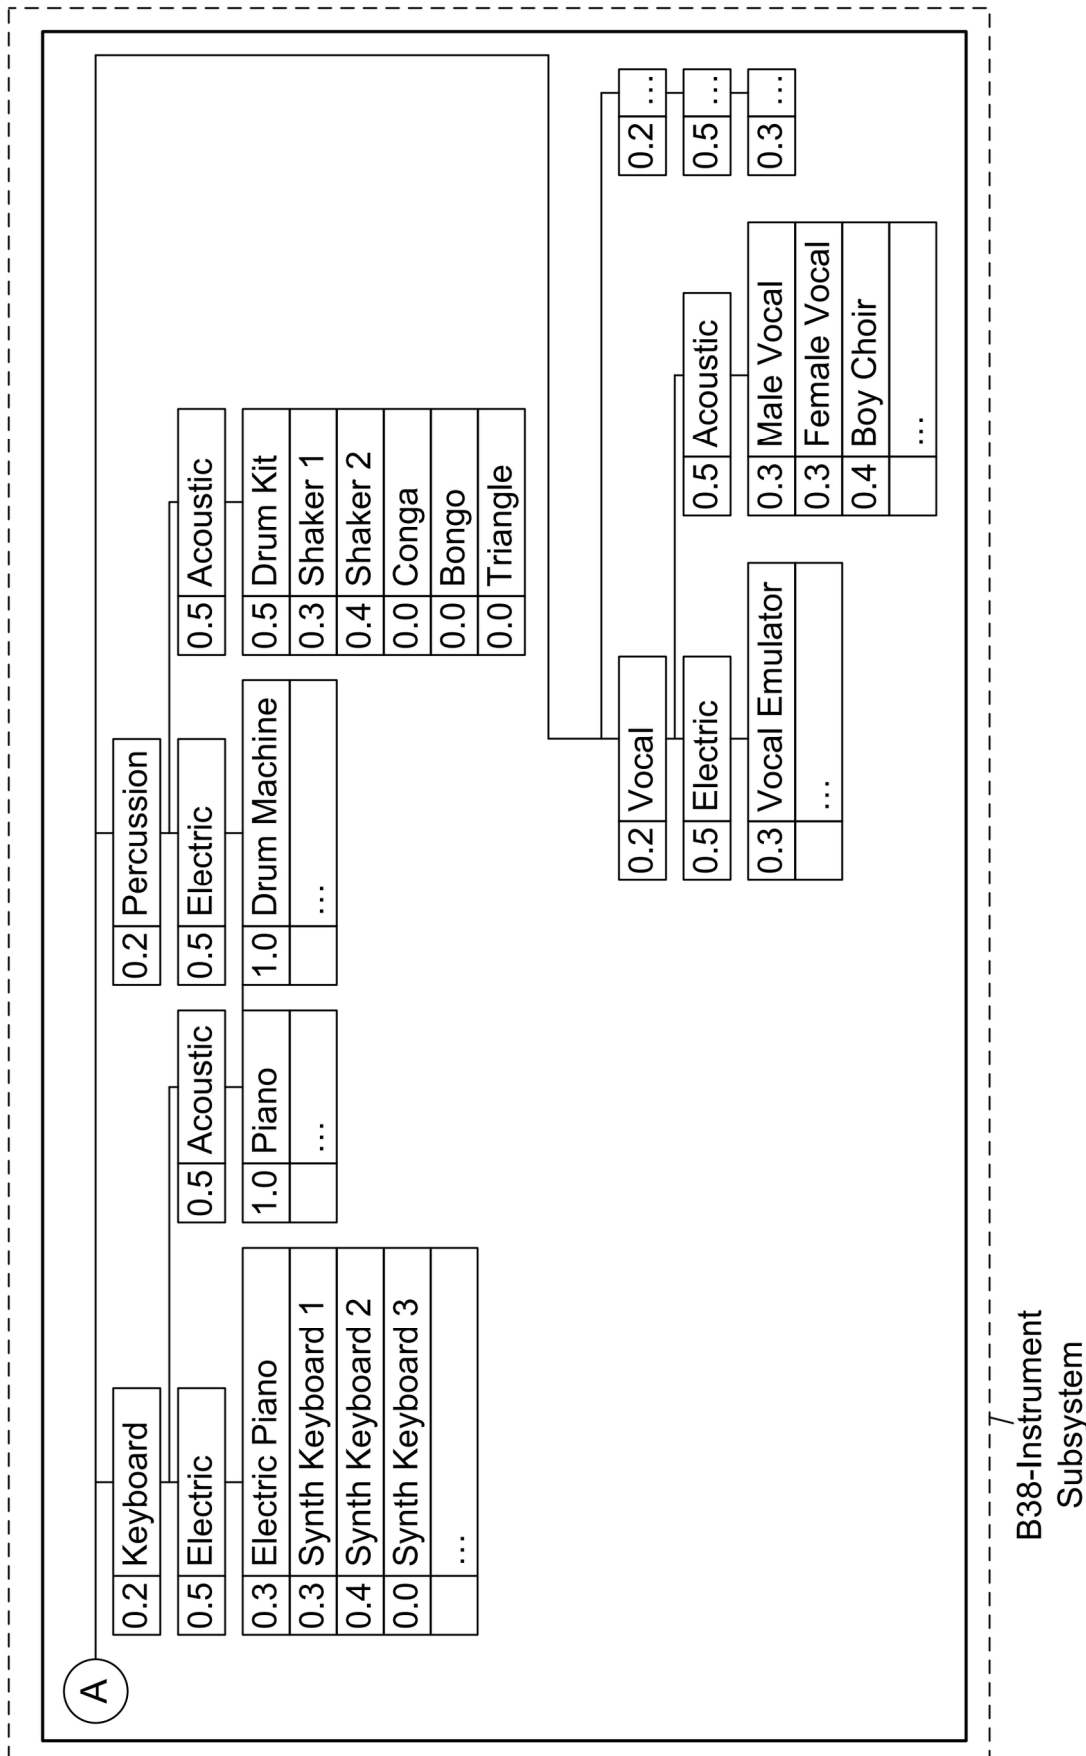 A
0.2 Keyboard
0.5 Electric
0.3 Electric Piano
0.3 Synth Keyboard 1
0.4 Synth Keyboard 2
0.0 Synth Keyboard 3
...
0.5 Acoustic
1.0 Piano
...
0.2 Percussion
0.5 Electric
1.0 Drum Machine
...
0.5 Acoustic
0.5 Drum Kit
0.3 Shaker 1
0.4 Shaker 2
0.0 Conga
0.0 Bongo
0.0 Triangle
0.2 Vocal
0.5 Electric
0.3 Vocal Emulator
...
0.5 Acoustic
0.3 Male Vocal
0.3 Female Vocal
0.4 Boy Choir
...
0.2 ...
0.5 ...
0.3 ...
B38-Instrument
Subsystem